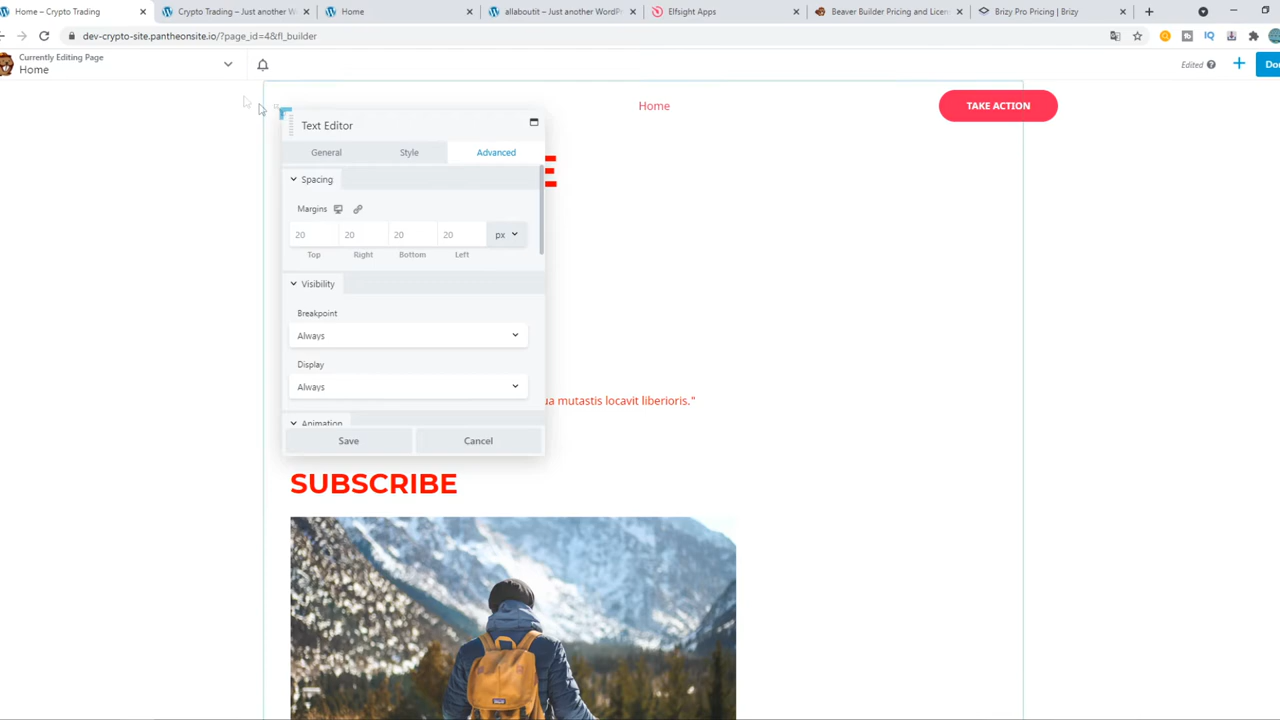 Home – Crypto Trading
Crypto Trading – Just another W
Home
allaboutit – Just another WordPr
Elfsight Apps
Beaver Builder Pricing and Licen
Brizy Pro Pricing | Brizy
dev-crypto-site.pantheonsite.io/?page_id=4&fl_builder
Currently Editing Page
Home
Edited
Home
TAKE ACTION
Text Editor
General Style Advanced
Spacing
Margins
20 20 20 20 px
Top Right Bottom Left
Visibility
Breakpoint
Always
Display
Always
mutastis locavit liberioris."
Animation
Save Cancel
SUBSCRIBE